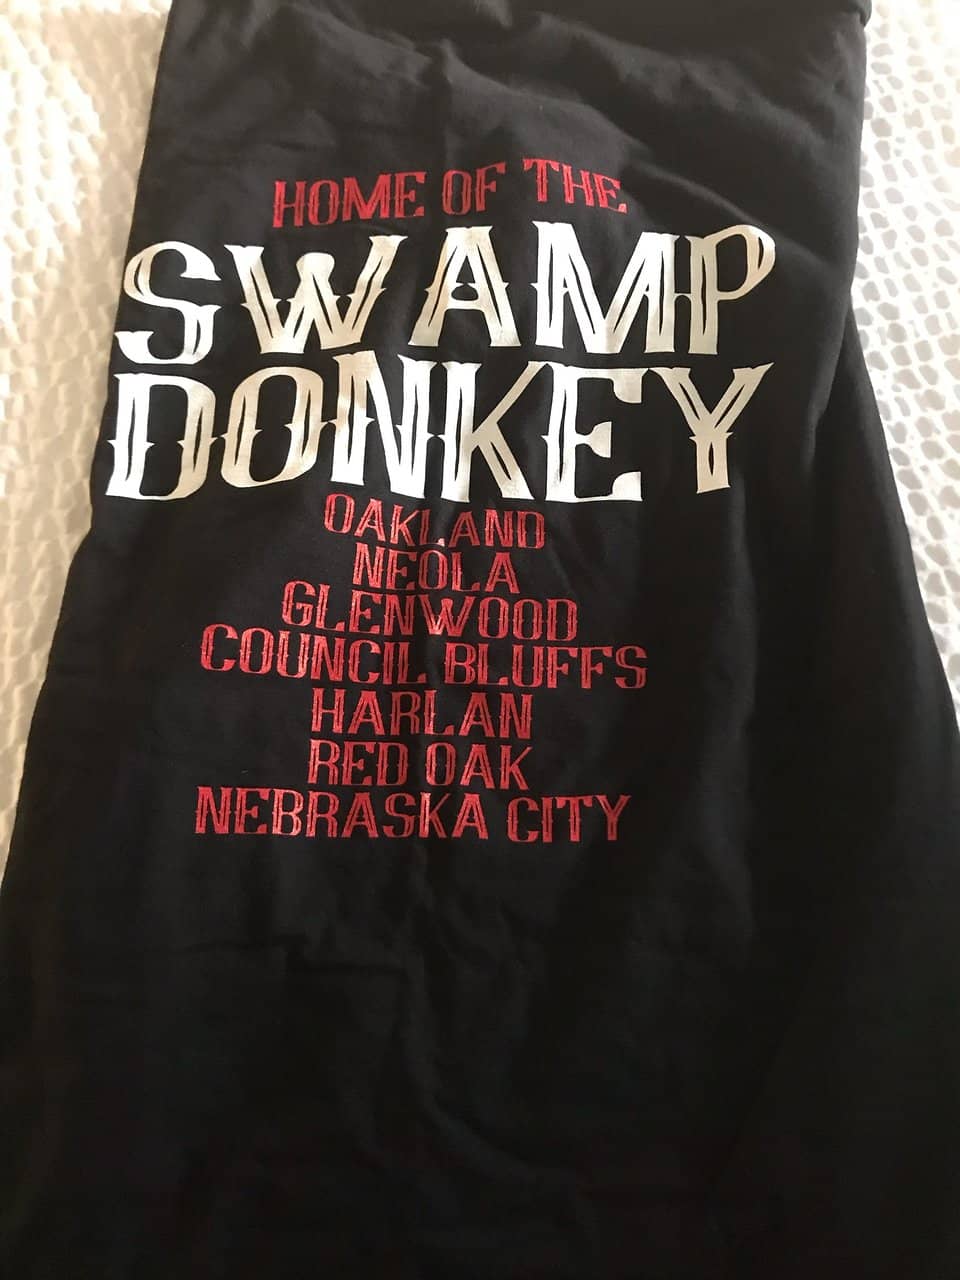 HOME OF THE
SWAMP
DONKEY
OAKLAND
NEOLA
GLENWOOD
COUNCIL BLUFFS
HARLAN
RED OAK
NEBRASKA CITY